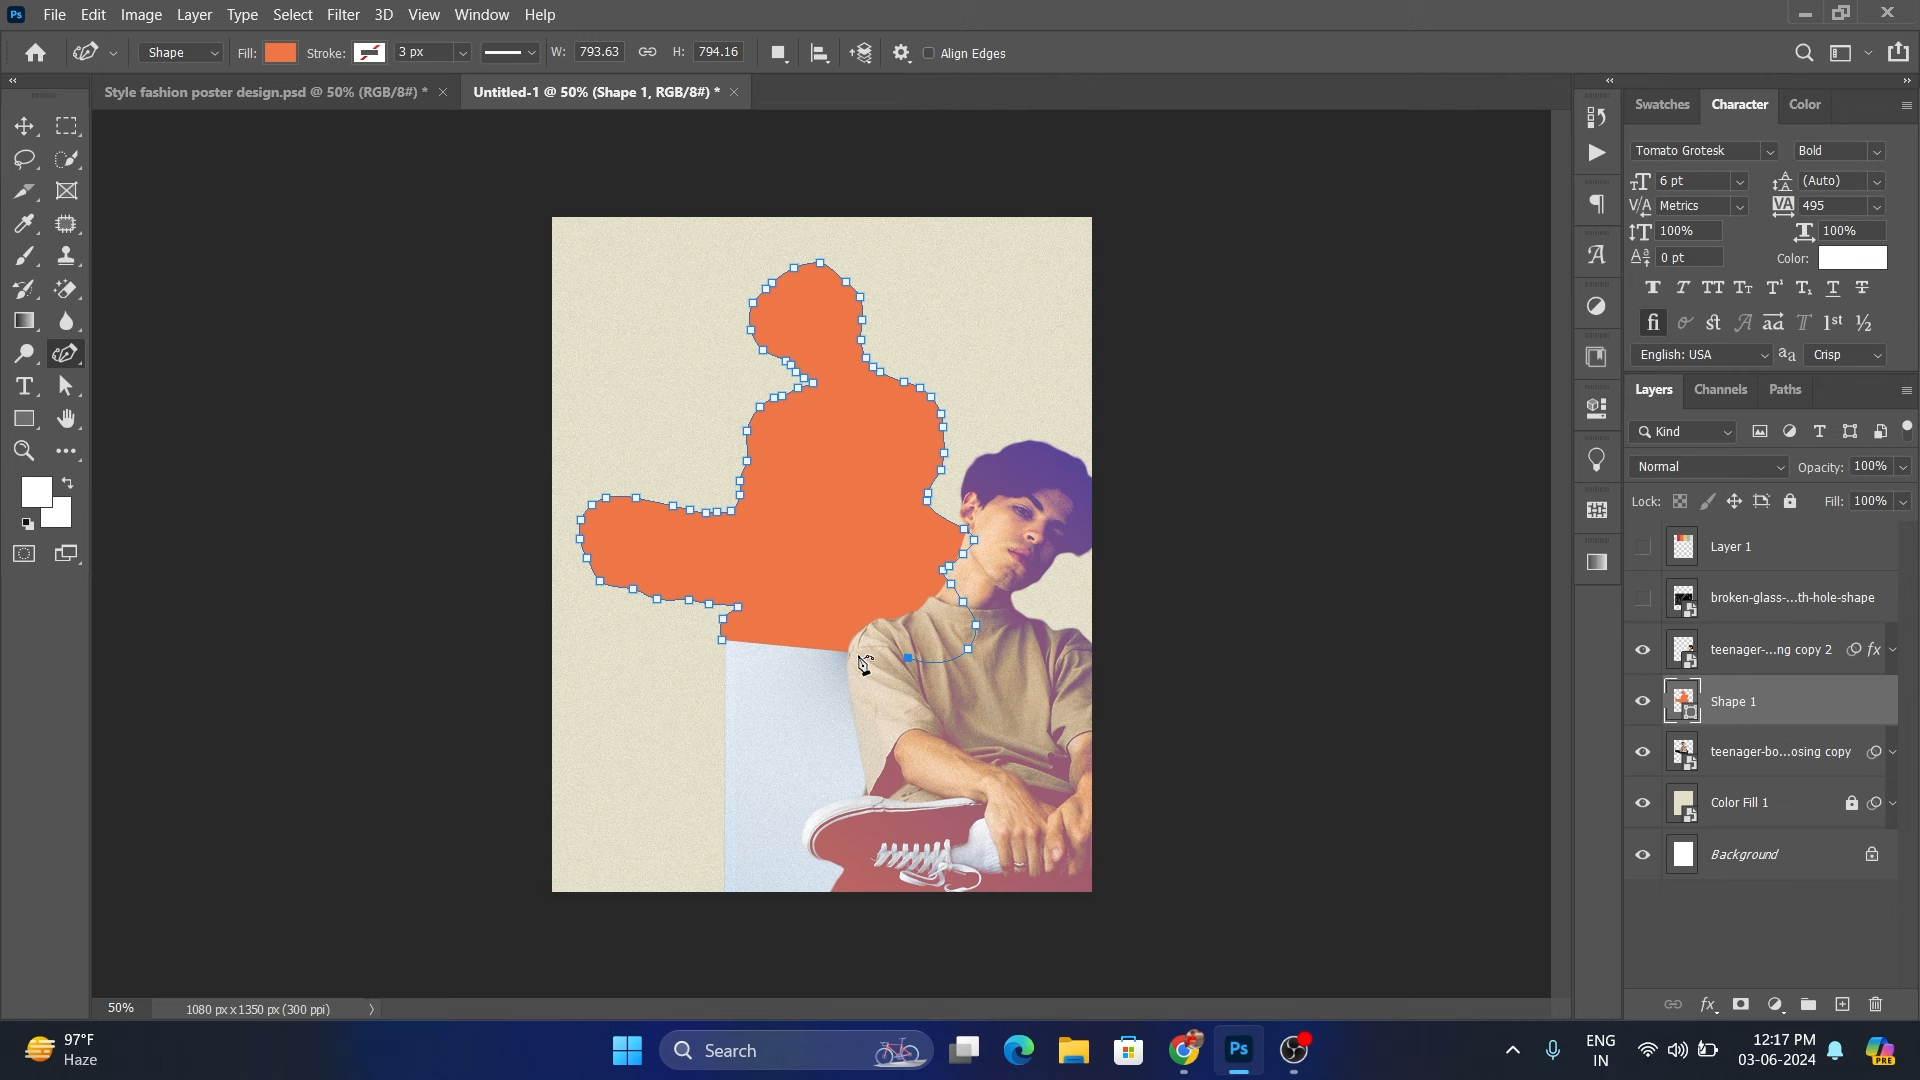 Ps File Edit Image Layer Type Select Filter 3D View Window Help
Shape Fill: Stroke: 3 px W: 793.63 H: 794.16 Align Edges
Style fashion poster design.psd @ 50% (RGB/8#) * Untitled-1 @ 50% (Shape 1, RGB/8#) *
Swatches Character Color
Tomato Grotesk Bold
6 pt (Auto)
Metrics 495
100% 100%
0 pt Color:
English: USA aa Crisp
Layers Channels Paths
Kind
Normal Opacity: 100%
Lock: Fill: 100%
Layer 1
broken-glass-...th-hole-shape
teenager-...ng copy 2 fx
Shape 1
teenager-bo...osing copy
Color Fill 1
Background
50% 1080 px x 1350 px (300 ppi)
97°F
Haze
Search
Ps
ENG
IN
12:17 PM
03-06-2024
PRE